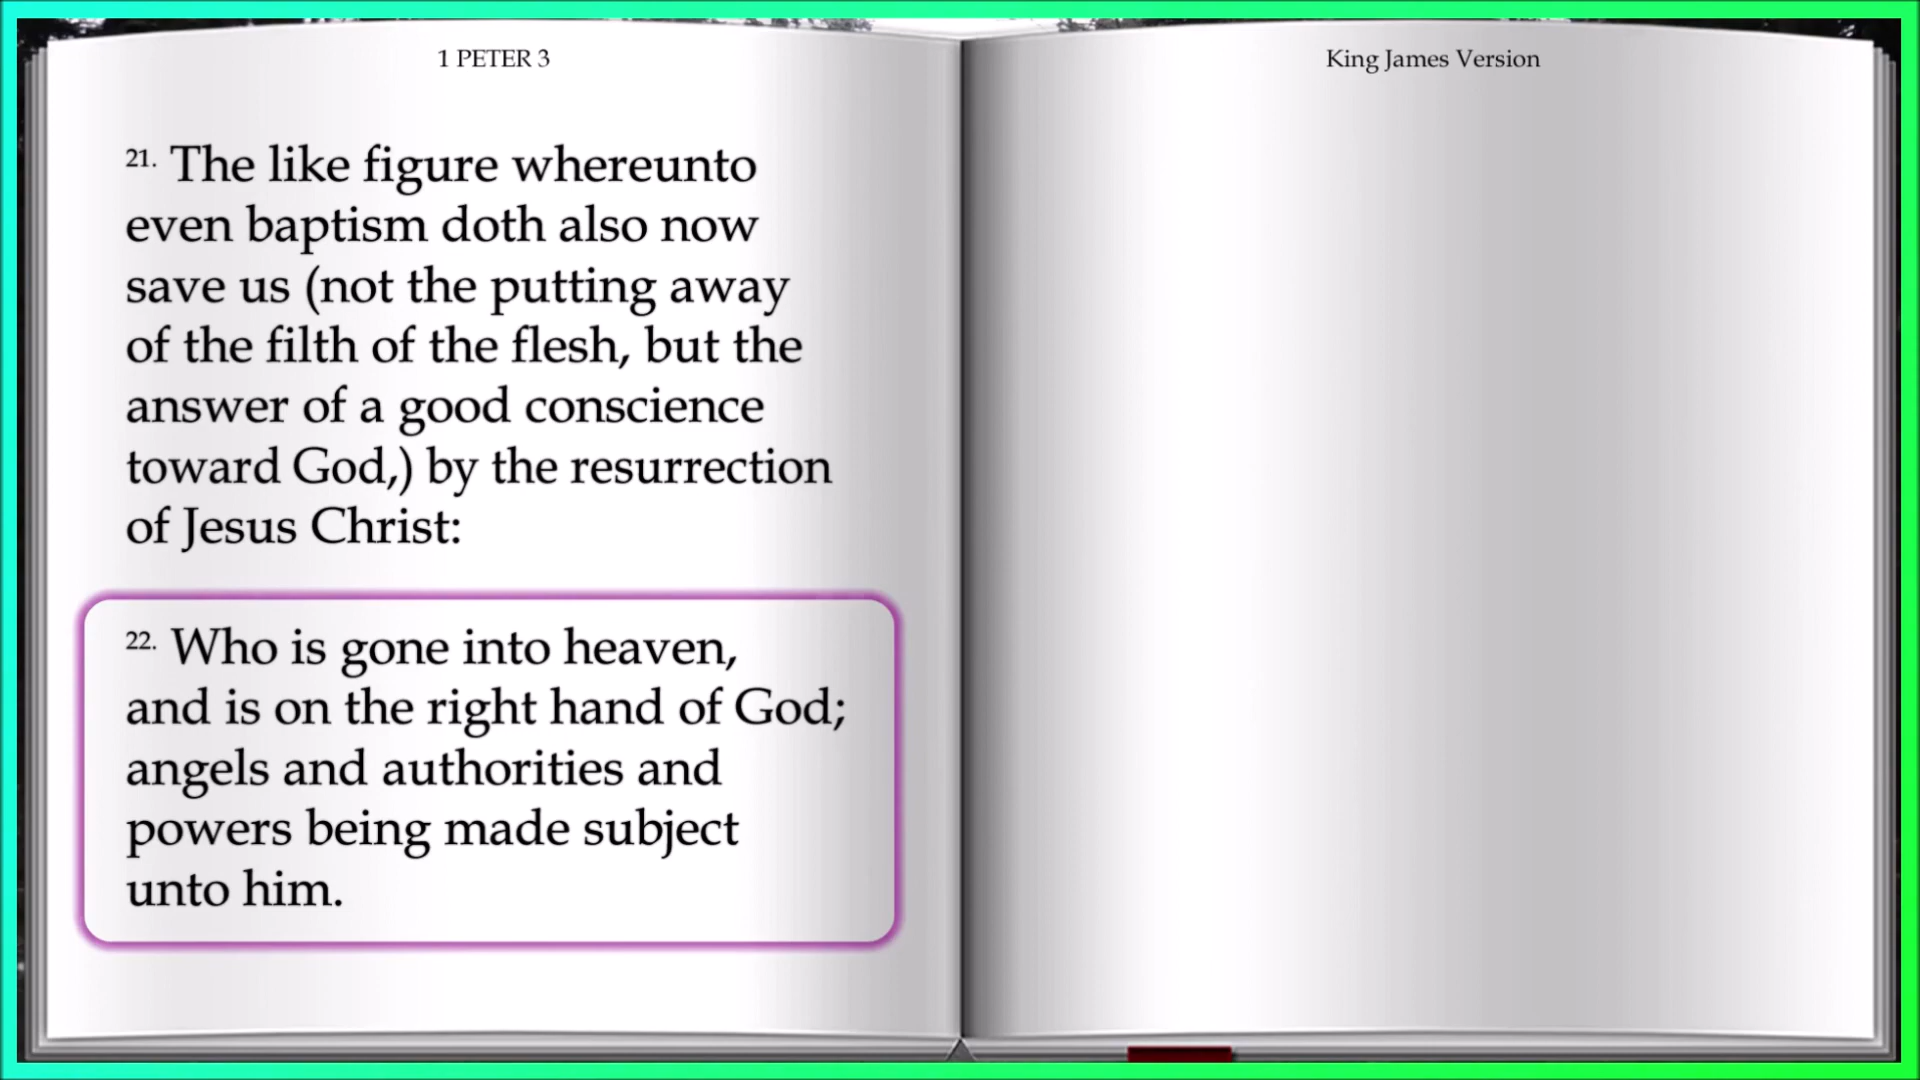 1 PETER 3
21. The like figure whereunto
even baptism doth also now
save us (not the putting away
of the filth of the flesh, but the
answer of a good conscience
toward God,) by the resurrection
of Jesus Christ:
22. Who is gone into heaven,
and is on the right hand of God;
angels and authorities and
powers being made subject
unto him.
King James Version